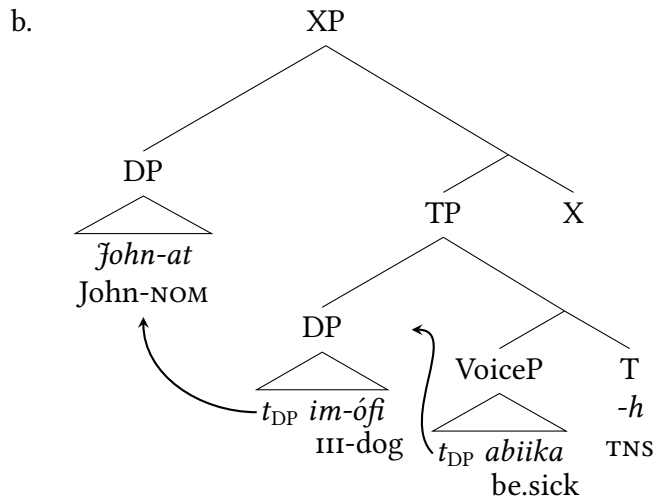 b.
XP
DP
TP X
John-at
John-NOM
DP
VoiceP T
-h
TNS
t_DP im-ófi
III-dog
t_DP abiika
be.sick